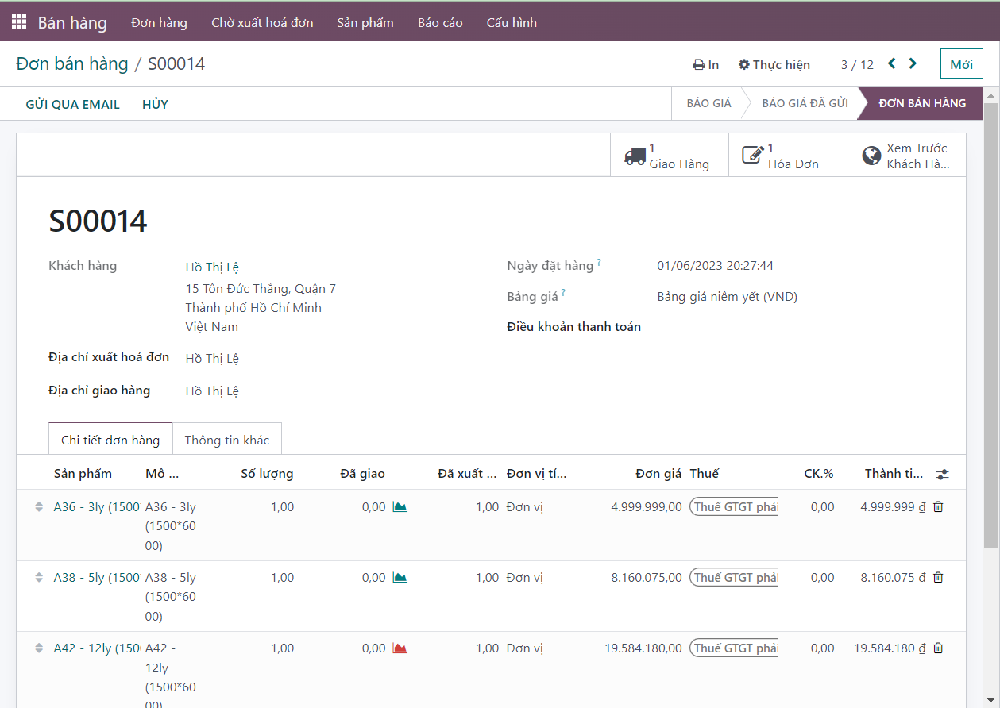 Bán hàng Đơn hàng Chờ xuất hoá đơn Sản phẩm Báo cáo Cấu hình
Đơn bán hàng / S00014 In Thực hiện 3 / 12 Mới
GỬI QUA EMAIL HỦY BÁO GIÁ BÁO GIÁ ĐÃ GỬI ĐƠN BÁN HÀNG
1
Giao Hàng
1
Hóa Đơn
Xem Trước
Khách Hà...
S00014
Khách hàng Hồ Thị Lệ
15 Tôn Đức Thắng, Quận 7
Thành phố Hồ Chí Minh
Việt Nam
Địa chỉ xuất hoá đơn Hồ Thị Lệ
Địa chỉ giao hàng Hồ Thị Lệ
Ngày đặt hàng ? 01/06/2023 20:27:44
Bảng giá ? Bảng giá niêm yết (VND)
Điều khoản thanh toán
Chi tiết đơn hàng Thông tin khác
Sản phẩm Mô ... Số lượng Đã giao Đã xuất ... Đơn vị tí... Đơn giá Thuế CK.% Thành ti...
A36 - 3ly (1500* A36 - 3ly 1,00 0,00 1,00 Đơn vị 4.999.999,00 Thuế GTGT phải 0,00 4.999.999 ₫
(1500*60
00)
A38 - 5ly (1500* A38 - 5ly 1,00 0,00 1,00 Đơn vị 8.160.075,00 Thuế GTGT phải 0,00 8.160.075 ₫
(1500*60
00)
A42 - 12ly (1500 A42 - 1,00 0,00 1,00 Đơn vị 19.584.180,00 Thuế GTGT phải 0,00 19.584.180 ₫
12ly
(1500*60
00)